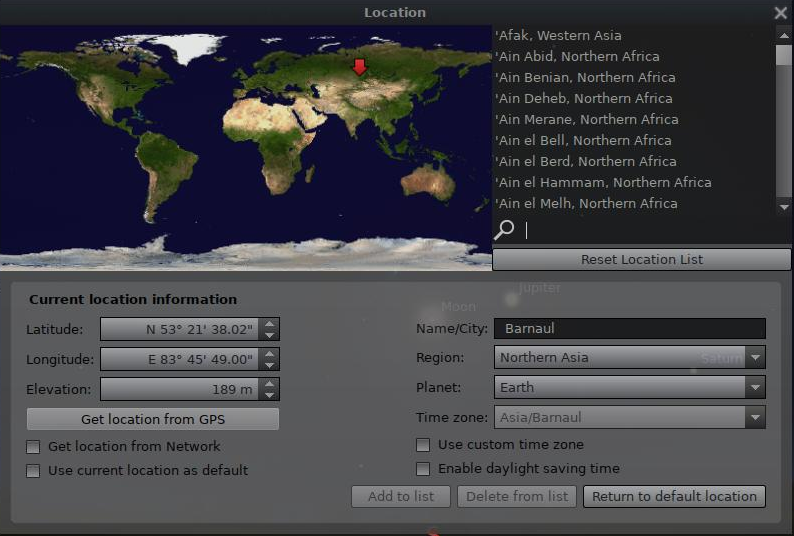 Location
'Afak, Western Asia
'Ain Abid, Northern Africa
'Ain Benian, Northern Africa
'Ain Deheb, Northern Africa
'Ain Merane, Northern Africa
'Ain el Bell, Northern Africa
'Ain el Berd, Northern Africa
'Ain el Hammam, Northern Africa
'Ain el Melh, Northern Africa
Reset Location List
Jupiter
Moon
Current location information
Latitude: N 53° 21' 38.02"
Longitude: E 83° 45' 49.00"
Elevation: 189 m
Get location from GPS
Get location from Network
Use current location as default
Name/City: Barnaul
Region: Northern Asia
Saturn
Planet: Earth
Time zone: Asia/Barnaul
Use custom time zone
Enable daylight saving time
Add to list
Delete from list
Return to default location